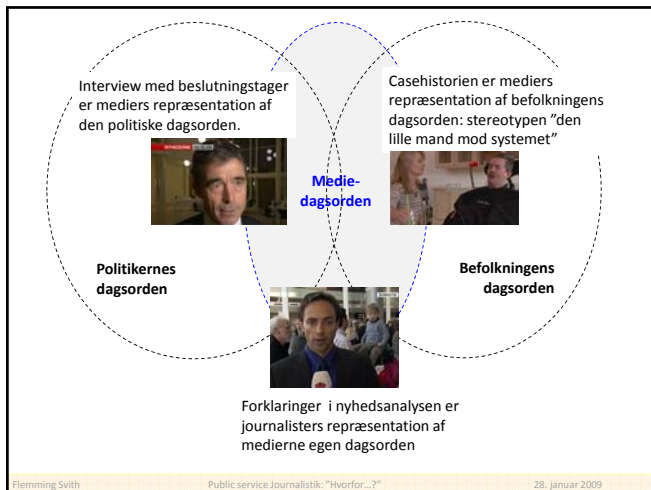 Interview med beslutningstager
er mediers repræsentation af
den politiske dagsorden.
Casehistorien er mediers
repræsentation af befolkningens
dagsorden: stereotypen ”den
lille mand mod systemet”
Medie-
dagsorden
Politikernes
dagsorden
Befolkningens
dagsorden
Forklaringer i nyhedsanalysen er
journalisters repræsentation af
medierne egen dagsorden
Flemming Svith
Public service Journalistik: ”Hvorfor…?”
28. januar 2009